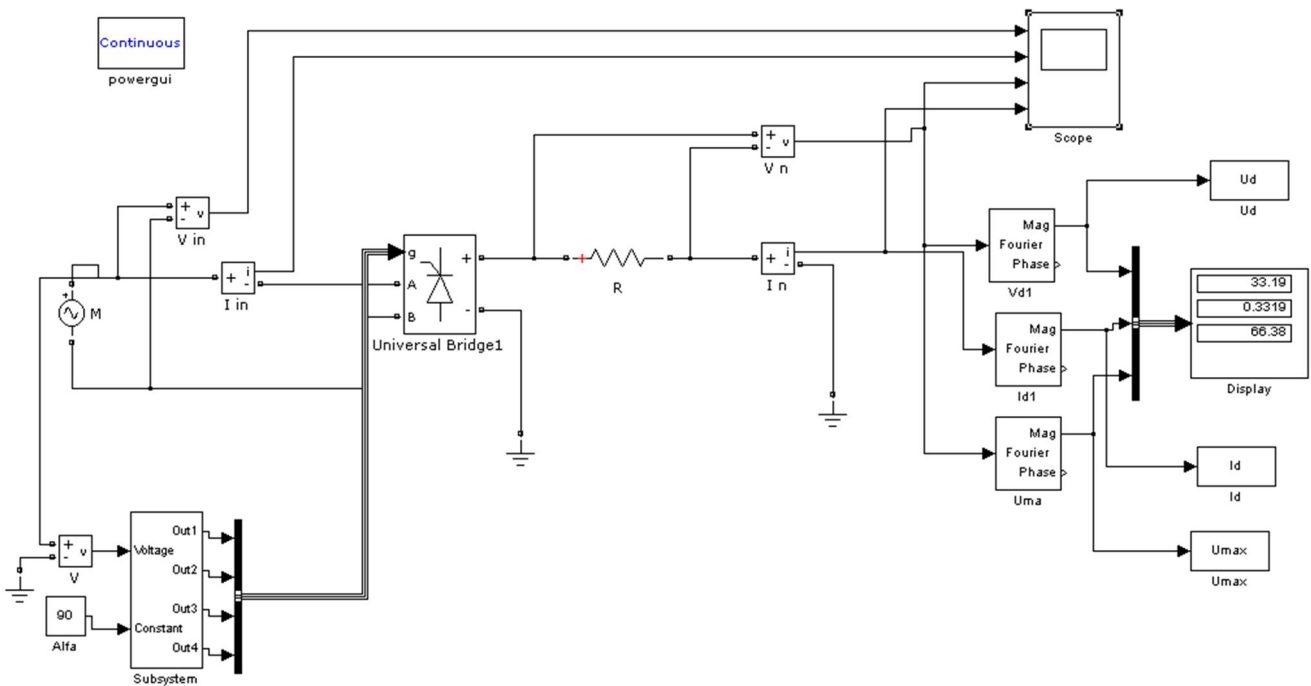 Continuous
powergui
Scope
+
-
v
V n
Ud
Ud
+
-
v
V in
g
A
B
+
-
Universal Bridge1
+
i
-
I in
+
M
+
R
+
i
-
I n
Mag
Fourier
Phase
Vd1
33.19
0.3319
66.38
Display
Mag
Fourier
Phase
Id1
Mag
Fourier
Phase
Uma
Id
Id
Umax
Umax
+
-
v
V
90
Alfa
Voltage
Constant
Out1
Out2
Out3
Out4
Subsystem